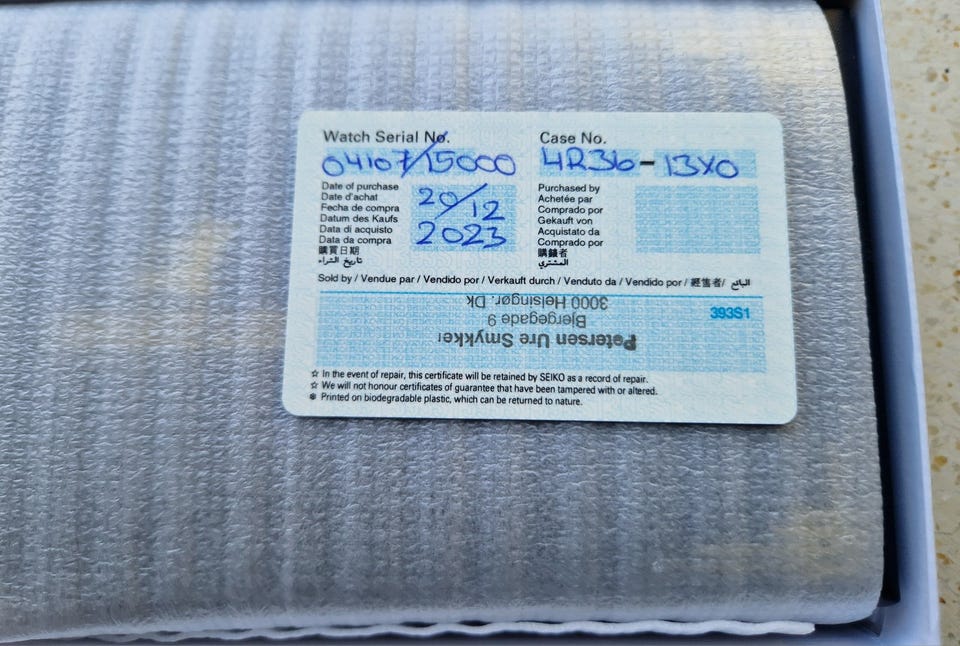 Watch Serial No.
04107/15000
Date of purchase
Date d'achat
Fecha de compra
Datum des Kaufs
Data di acquisto
Data da compra
購買日期
تاريخ الشراء
20/12
2023
Case No.
4R36-13X0
Purchased by
Achetée par
Comprado por
Gekauft von
Acquistato da
Comprado por
購錶者
المشتري
Sold by / Vendue par / Vendido por / Verkauft durch / Venduto da / Vendido por / 經售者/ البائع
393S1
Petersen Ure Smykker
Bjergegade 9
3000 Helsingør. Dk
☆ In the event of repair, this certificate will be retained by SEIKO as a record of repair.
☆ We will not honour certificates of guarantee that have been tampered with or altered.
❃ Printed on biodegradable plastic, which can be returned to nature.